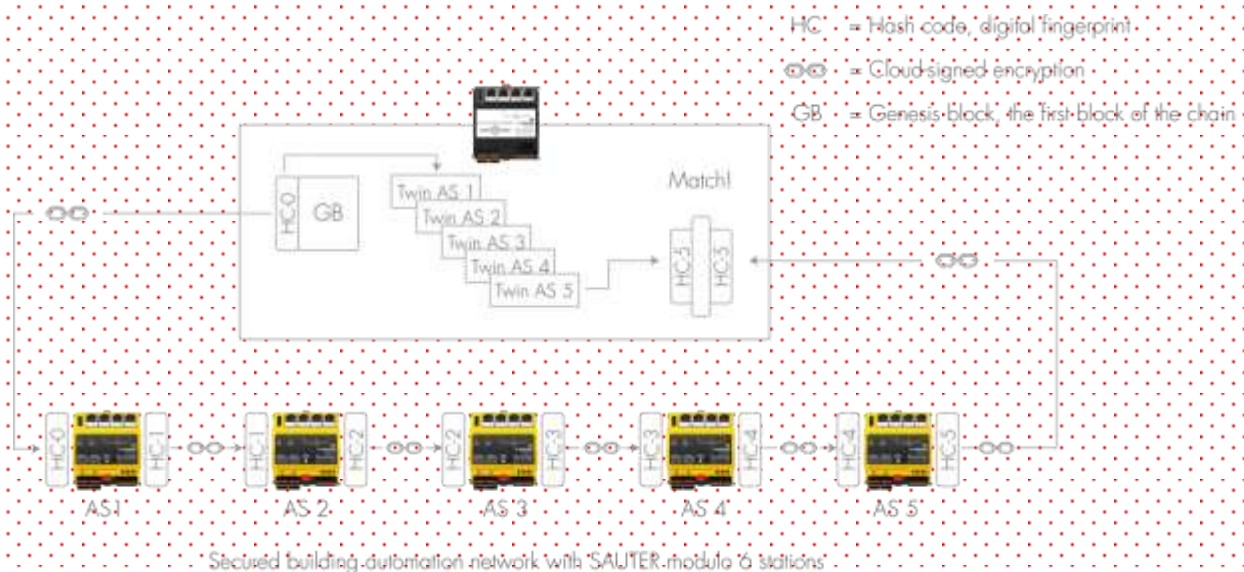 HC = Hash code, digital fingerprint
= Cloud-signed encryption
GB = Genesis block, the first block of the chain
Match!
HC0 GB
Twin AS 1
Twin AS 2
Twin AS 3
Twin AS 4
Twin AS 5
HC5 HC5
HC0 HC1 HC1 HC2 HC2 HC3 HC3 HC4 HC4 HC5
AS1 AS 2 AS 3 AS 4 AS 5
Secured building automation network with SAUTER modulo 6 stations